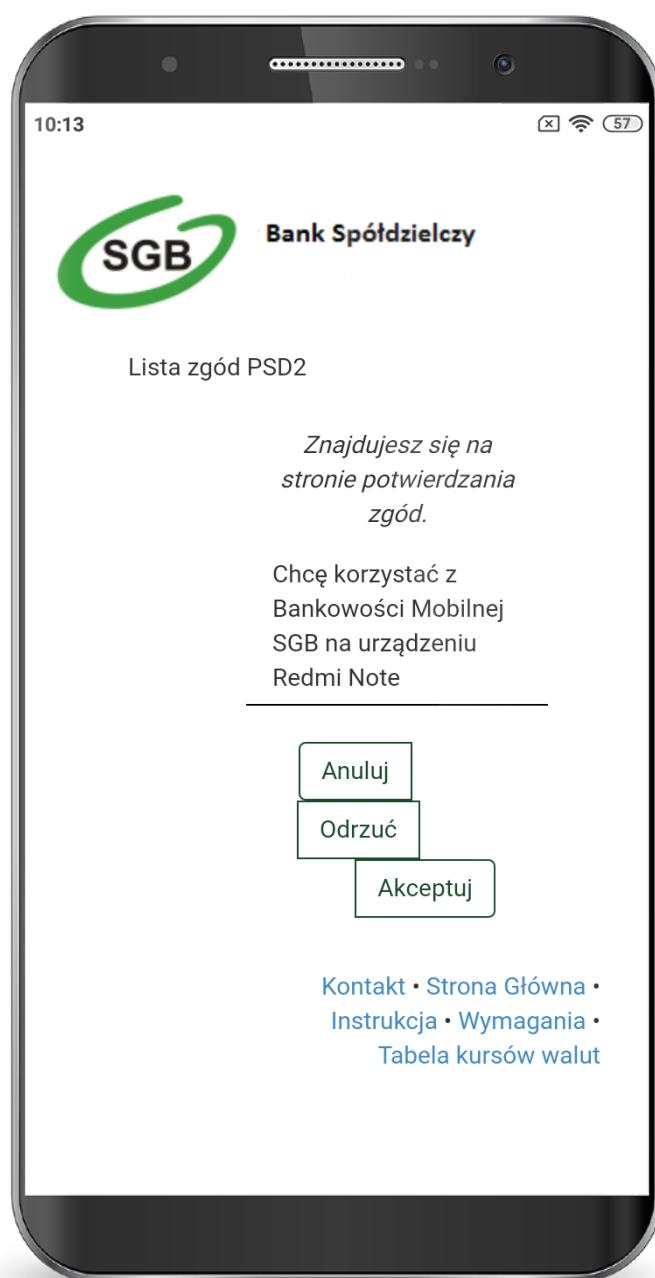 10:13
57
SGB
Bank Spółdzielczy
Lista zgód PSD2
Znajdujesz się na
stronie potwierdzania
zgód.
Chcę korzystać z
Bankowości Mobilnej
SGB na urządzeniu
Redmi Note
Anuluj
Odrzuć
Akceptuj
Kontakt • Strona Główna •
Instrukcja • Wymagania •
Tabela kursów walut